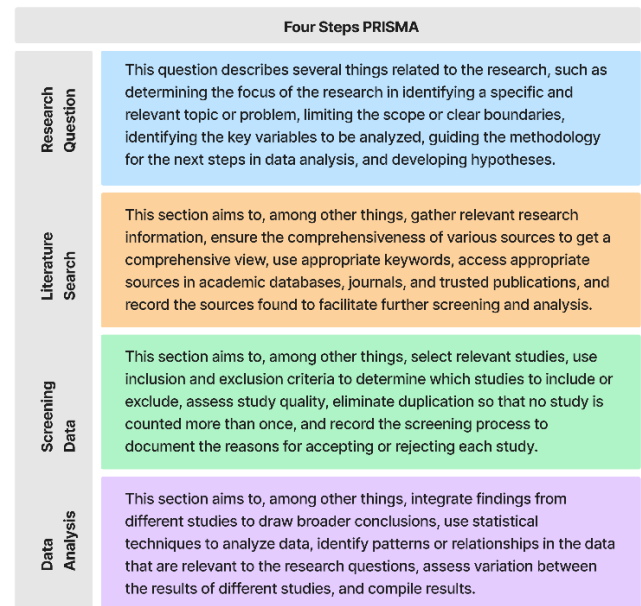 Four Steps PRISMA
Research
Question
This question describes several things related to the research, such as
determining the focus of the research in identifying a specific and
relevant topic or problem, limiting the scope or clear boundaries,
identifying the key variables to be analyzed, guiding the methodology
for the next steps in data analysis, and developing hypotheses.
Literature
Search
This section aims to, among other things, gather relevant research
information, ensure the comprehensiveness of various sources to get a
comprehensive view, use appropriate keywords, access appropriate
sources in academic databases, journals, and trusted publications, and
record the sources found to facilitate further screening and analysis.
Screening
Data
This section aims to, among other things, select relevant studies, use
inclusion and exclusion criteria to determine which studies to include or
exclude, assess study quality, eliminate duplication so that no study is
counted more than once, and record the screening process to
document the reasons for accepting or rejecting each study.
Data
Analysis
This section aims to, among other things, integrate findings from
different studies to draw broader conclusions, use statistical
techniques to analyze data, identify patterns or relationships in the data
that are relevant to the research questions, assess variation between
the results of different studies, and compile results.